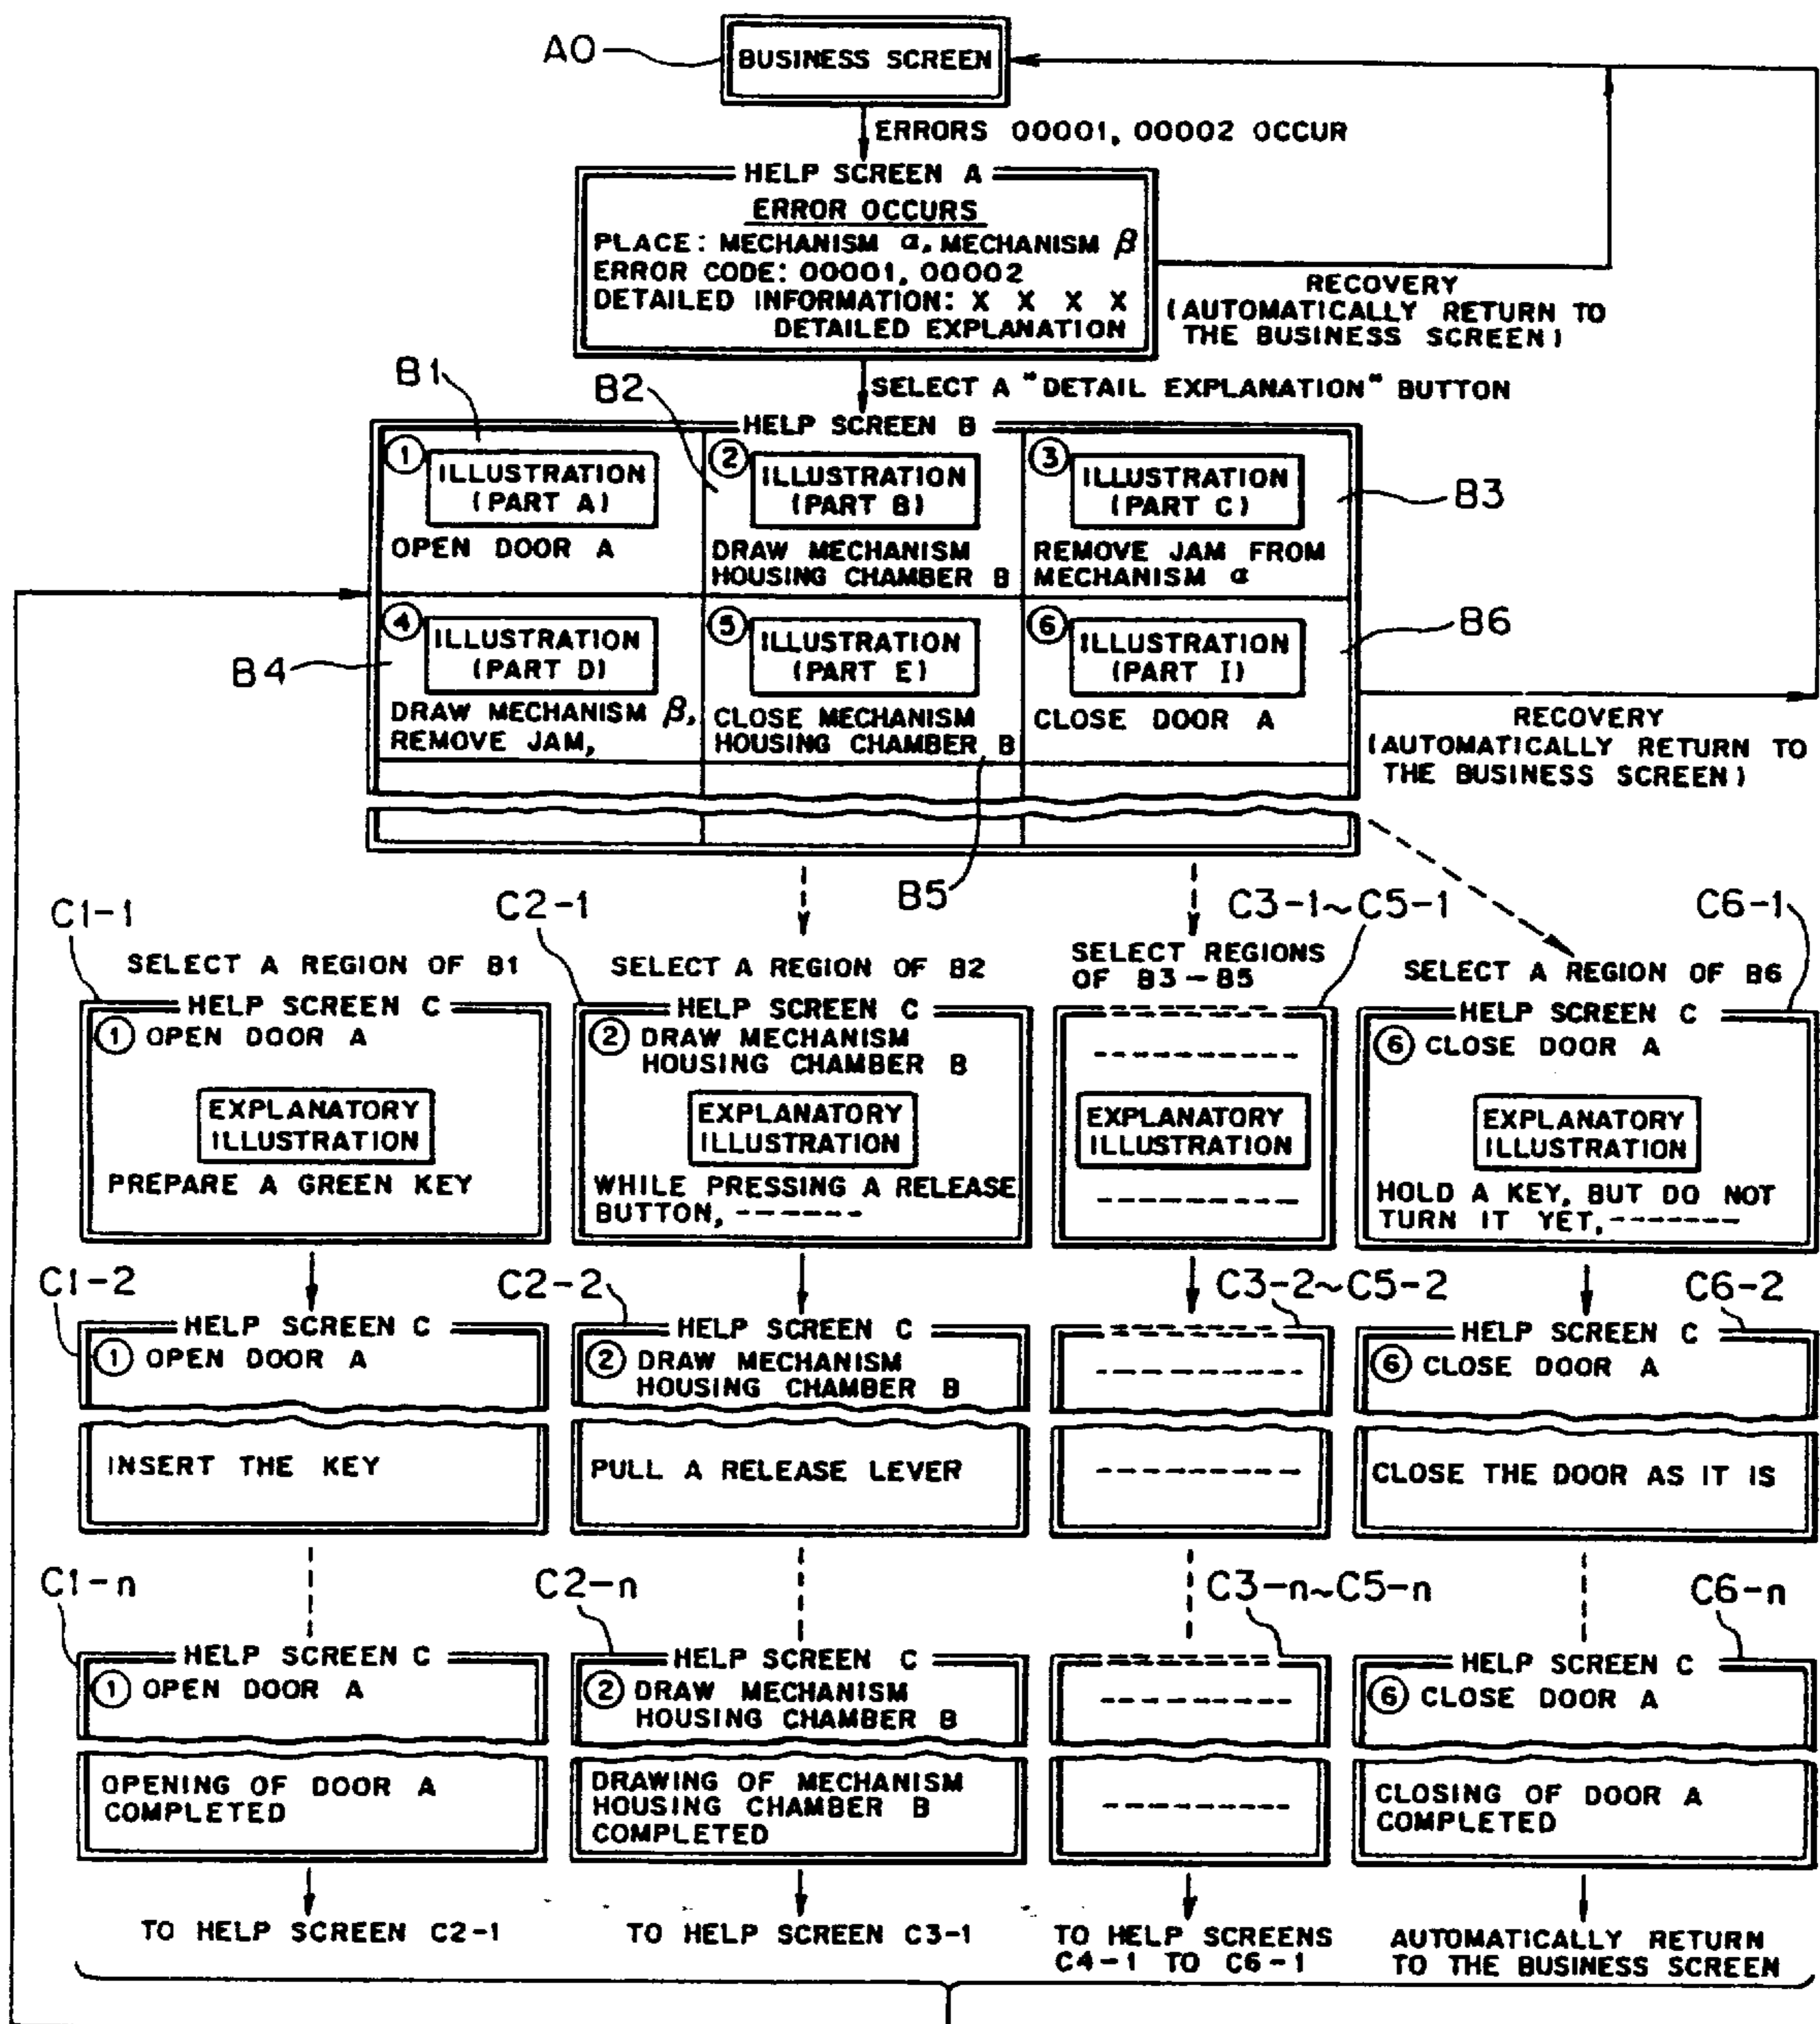 A0
BUSINESS SCREEN
ERRORS 00001, 00002 OCCUR
HELP SCREEN A
ERROR OCCURS
PLACE: MECHANISM α, MECHANISM β
ERROR CODE: 00001, 00002
DETAILED INFORMATION: X X X X
DETAILED EXPLANATION
RECOVERY
(AUTOMATICALLY RETURN TO
THE BUSINESS SCREEN)
SELECT A "DETAIL EXPLANATION" BUTTON
HELP SCREEN B
B1
① ILLUSTRATION
(PART A)
OPEN DOOR A
B2
② ILLUSTRATION
(PART B)
DRAW MECHANISM
HOUSING CHAMBER B
B3
③ ILLUSTRATION
(PART C)
REMOVE JAM FROM
MECHANISM α
B4
④ ILLUSTRATION
(PART D)
DRAW MECHANISM β,
REMOVE JAM,
B5
⑤ ILLUSTRATION
(PART E)
CLOSE MECHANISM
HOUSING CHAMBER B
B6
⑥ ILLUSTRATION
(PART I)
CLOSE DOOR A
RECOVERY
(AUTOMATICALLY RETURN TO
THE BUSINESS SCREEN)
C1-1
SELECT A REGION OF B1
HELP SCREEN C
① OPEN DOOR A
EXPLANATORY
ILLUSTRATION
PREPARE A GREEN KEY
C2-1
SELECT A REGION OF B2
HELP SCREEN C
② DRAW MECHANISM
HOUSING CHAMBER B
EXPLANATORY
ILLUSTRATION
WHILE PRESSING A RELEASE
BUTTON, -------
C3-1~C5-1
SELECT REGIONS
OF B3-B5
EXPLANATORY
ILLUSTRATION
C6-1
SELECT A REGION OF B6
HELP SCREEN C
⑥ CLOSE DOOR A
EXPLANATORY
ILLUSTRATION
HOLD A KEY, BUT DO NOT
TURN IT YET, -------
C1-2
HELP SCREEN C
① OPEN DOOR A
INSERT THE KEY
C2-2
HELP SCREEN C
② DRAW MECHANISM
HOUSING CHAMBER B
PULL A RELEASE LEVER
C3-2~C5-2
C6-2
HELP SCREEN C
⑥ CLOSE DOOR A
CLOSE THE DOOR AS IT IS
C1-n
HELP SCREEN C
① OPEN DOOR A
OPENING OF DOOR A
COMPLETED
TO HELP SCREEN C2-1
C2-n
HELP SCREEN C
② DRAW MECHANISM
HOUSING CHAMBER B
DRAWING OF MECHANISM
HOUSING CHAMBER B
COMPLETED
TO HELP SCREEN C3-1
C3-n~C5-n
TO HELP SCREENS
C4-1 TO C6-1
C6-n
HELP SCREEN C
⑥ CLOSE DOOR A
CLOSING OF DOOR A
COMPLETED
AUTOMATICALLY RETURN
TO THE BUSINESS SCREEN